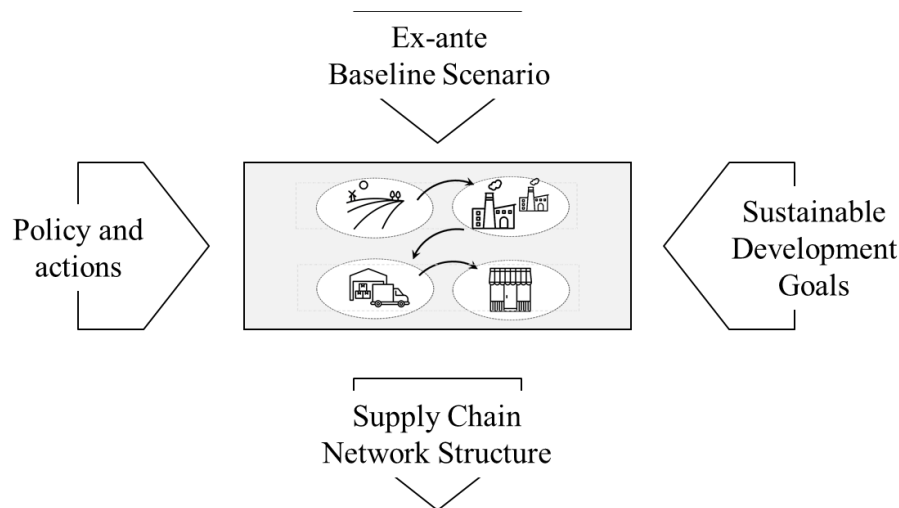 Ex-ante
Baseline Scenario
Policy and
actions
Sustainable
Development
Goals
Supply Chain
Network Structure